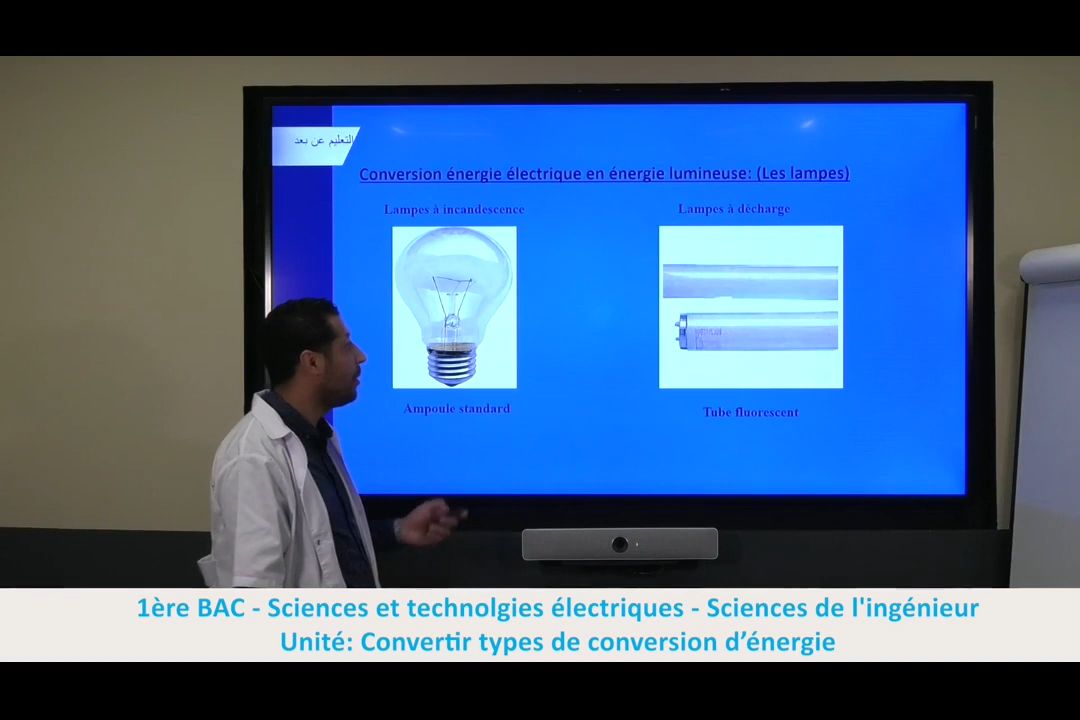 التعليم عن بعد
Conversion énergie électrique en énergie lumineuse: (Les lampes)
Lampes à incandescence
Lampes à décharge
Ampoule standard
Tube fluorescent
1ère BAC - Sciences et technolgies électriques - Sciences de l'ingénieur
Unité: Convertir types de conversion d’énergie